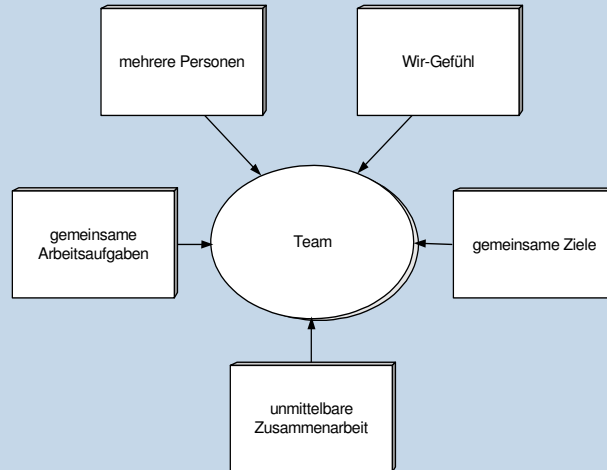 mehrere Personen
Wir-Gefühl
gemeinsame
Arbeitsaufgaben
Team
gemeinsame Ziele
unmittelbare
Zusammenarbeit